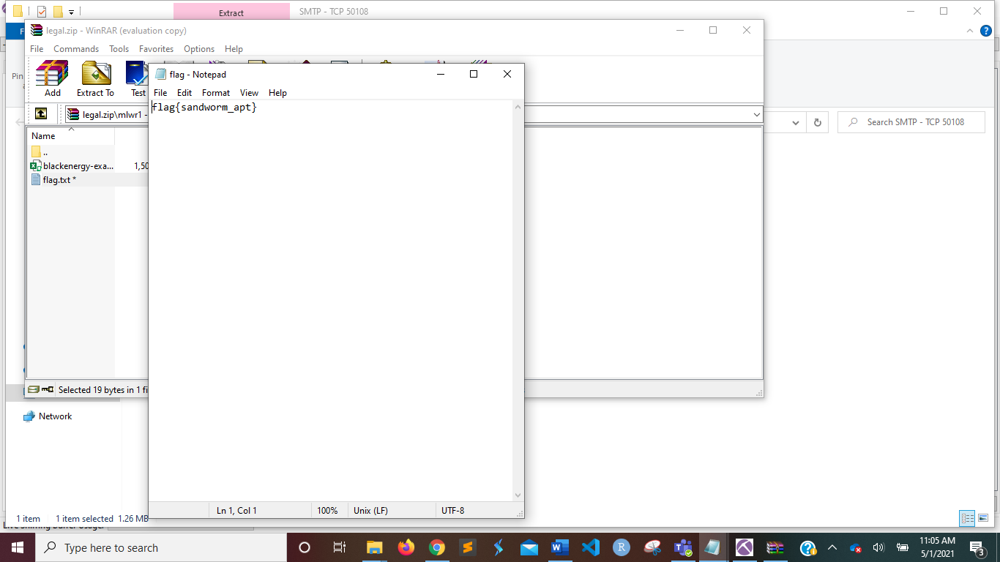 Extract
SMTP - TCP 50108
legal.zip - WinRAR (evaluation copy)
File Commands Tools Favorites Options Help
Add Extract To Test
Pin
flag - Notepad
File Edit Format View Help
flag{sandworm_apt}
legal.zip\mlwr1 -
Search SMTP - TCP 50108
Name
..
blackenergy-exa... 1,50
flag.txt *
Selected 19 bytes in 1 fi
Network
Ln 1, Col 1 100% Unix (LF) UTF-8
1 item 1 item selected 1.26 MB
Type here to search
11:05 AM
5/1/2021
3